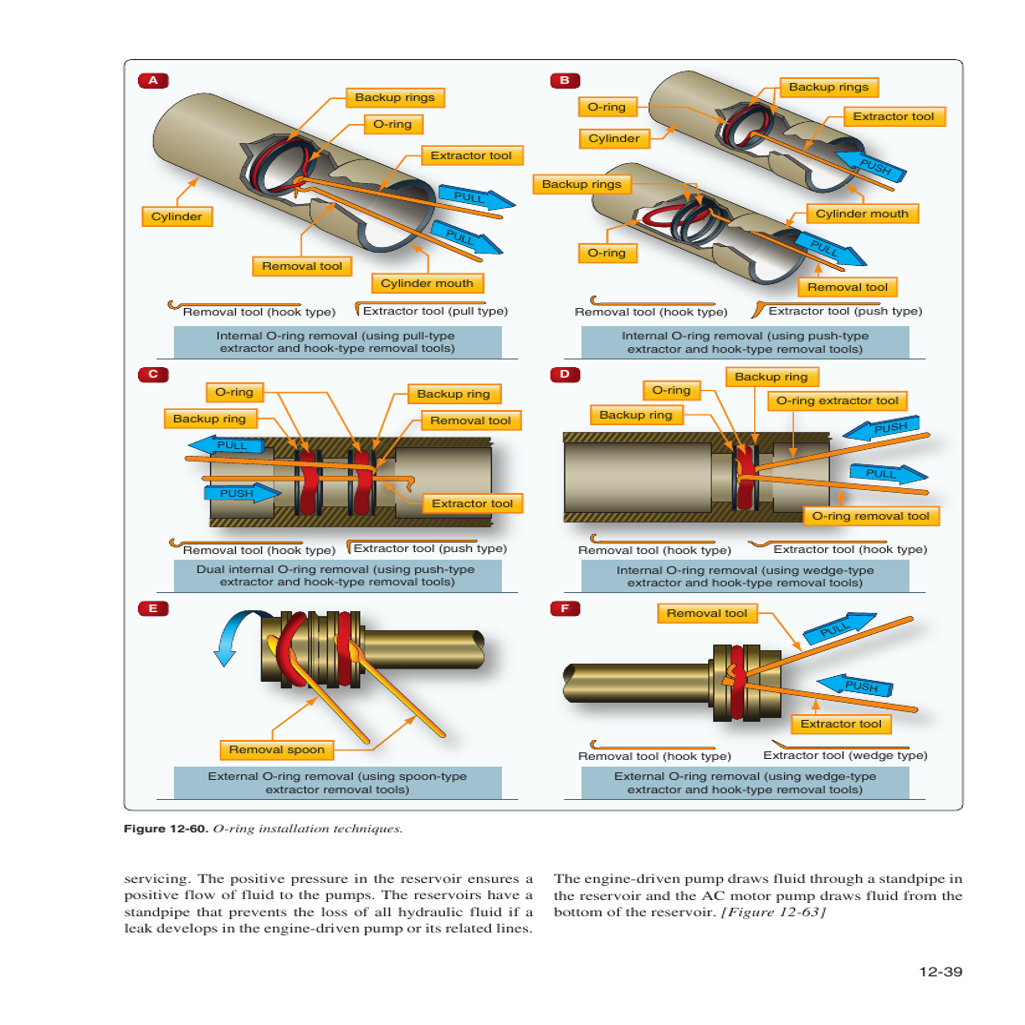 A
Backup rings
O-ring
Extractor tool
PULL
PULL
Cylinder
Removal tool
Cylinder mouth
Removal tool (hook type)
Extractor tool (pull type)
Internal O-ring removal (using pull-type
extractor and hook-type removal tools)
B
Backup rings
O-ring
Extractor tool
Cylinder
PUSH
Backup rings
Cylinder mouth
PULL
O-ring
Removal tool
Removal tool (hook type)
Extractor tool (push type)
Internal O-ring removal (using push-type
extractor and hook-type removal tools)
C
O-ring
Backup ring
Backup ring
Removal tool
PULL
PUSH
Extractor tool
Removal tool (hook type)
Extractor tool (push type)
Dual internal O-ring removal (using push-type
extractor and hook-type removal tools)
D
Backup ring
O-ring
O-ring extractor tool
Backup ring
PUSH
PULL
O-ring removal tool
Removal tool (hook type)
Extractor tool (hook type)
Internal O-ring removal (using wedge-type
extractor and hook-type removal tools)
E
Removal spoon
External O-ring removal (using spoon-type
extractor removal tools)
F
Removal tool
PULL
PUSH
Extractor tool
Removal tool (hook type)
Extractor tool (wedge type)
External O-ring removal (using wedge-type
extractor and hook-type removal tools)
Figure 12-60. O-ring installation techniques.
servicing. The positive pressure in the reservoir ensures a
positive flow of fluid to the pumps. The reservoirs have a
standpipe that prevents the loss of all hydraulic fluid if a
leak develops in the engine-driven pump or its related lines.
The engine-driven pump draws fluid through a standpipe in
the reservoir and the AC motor pump draws fluid from the
bottom of the reservoir. [Figure 12-63]
12-39